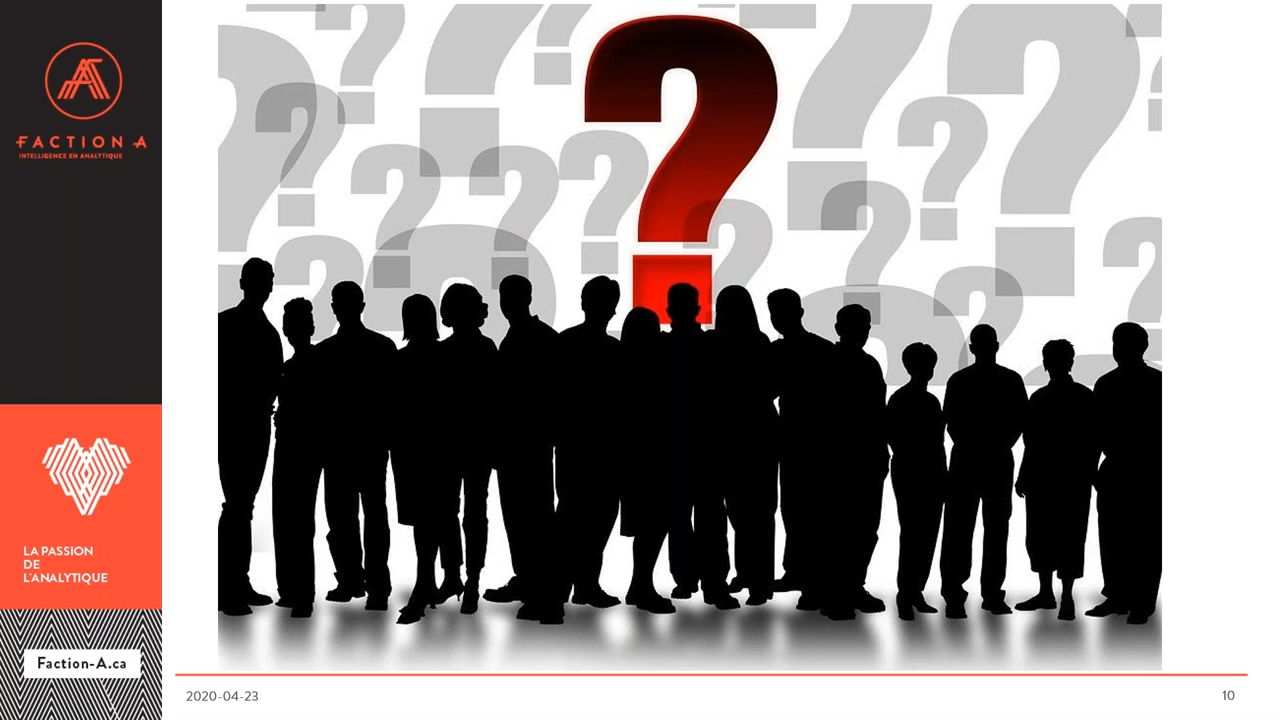 FACTION A
INTELLIGENCE EN ANALYTIQUE
LA PASSION
DE
L'ANALYTIQUE
Faction-A.ca
2020-04-23
10